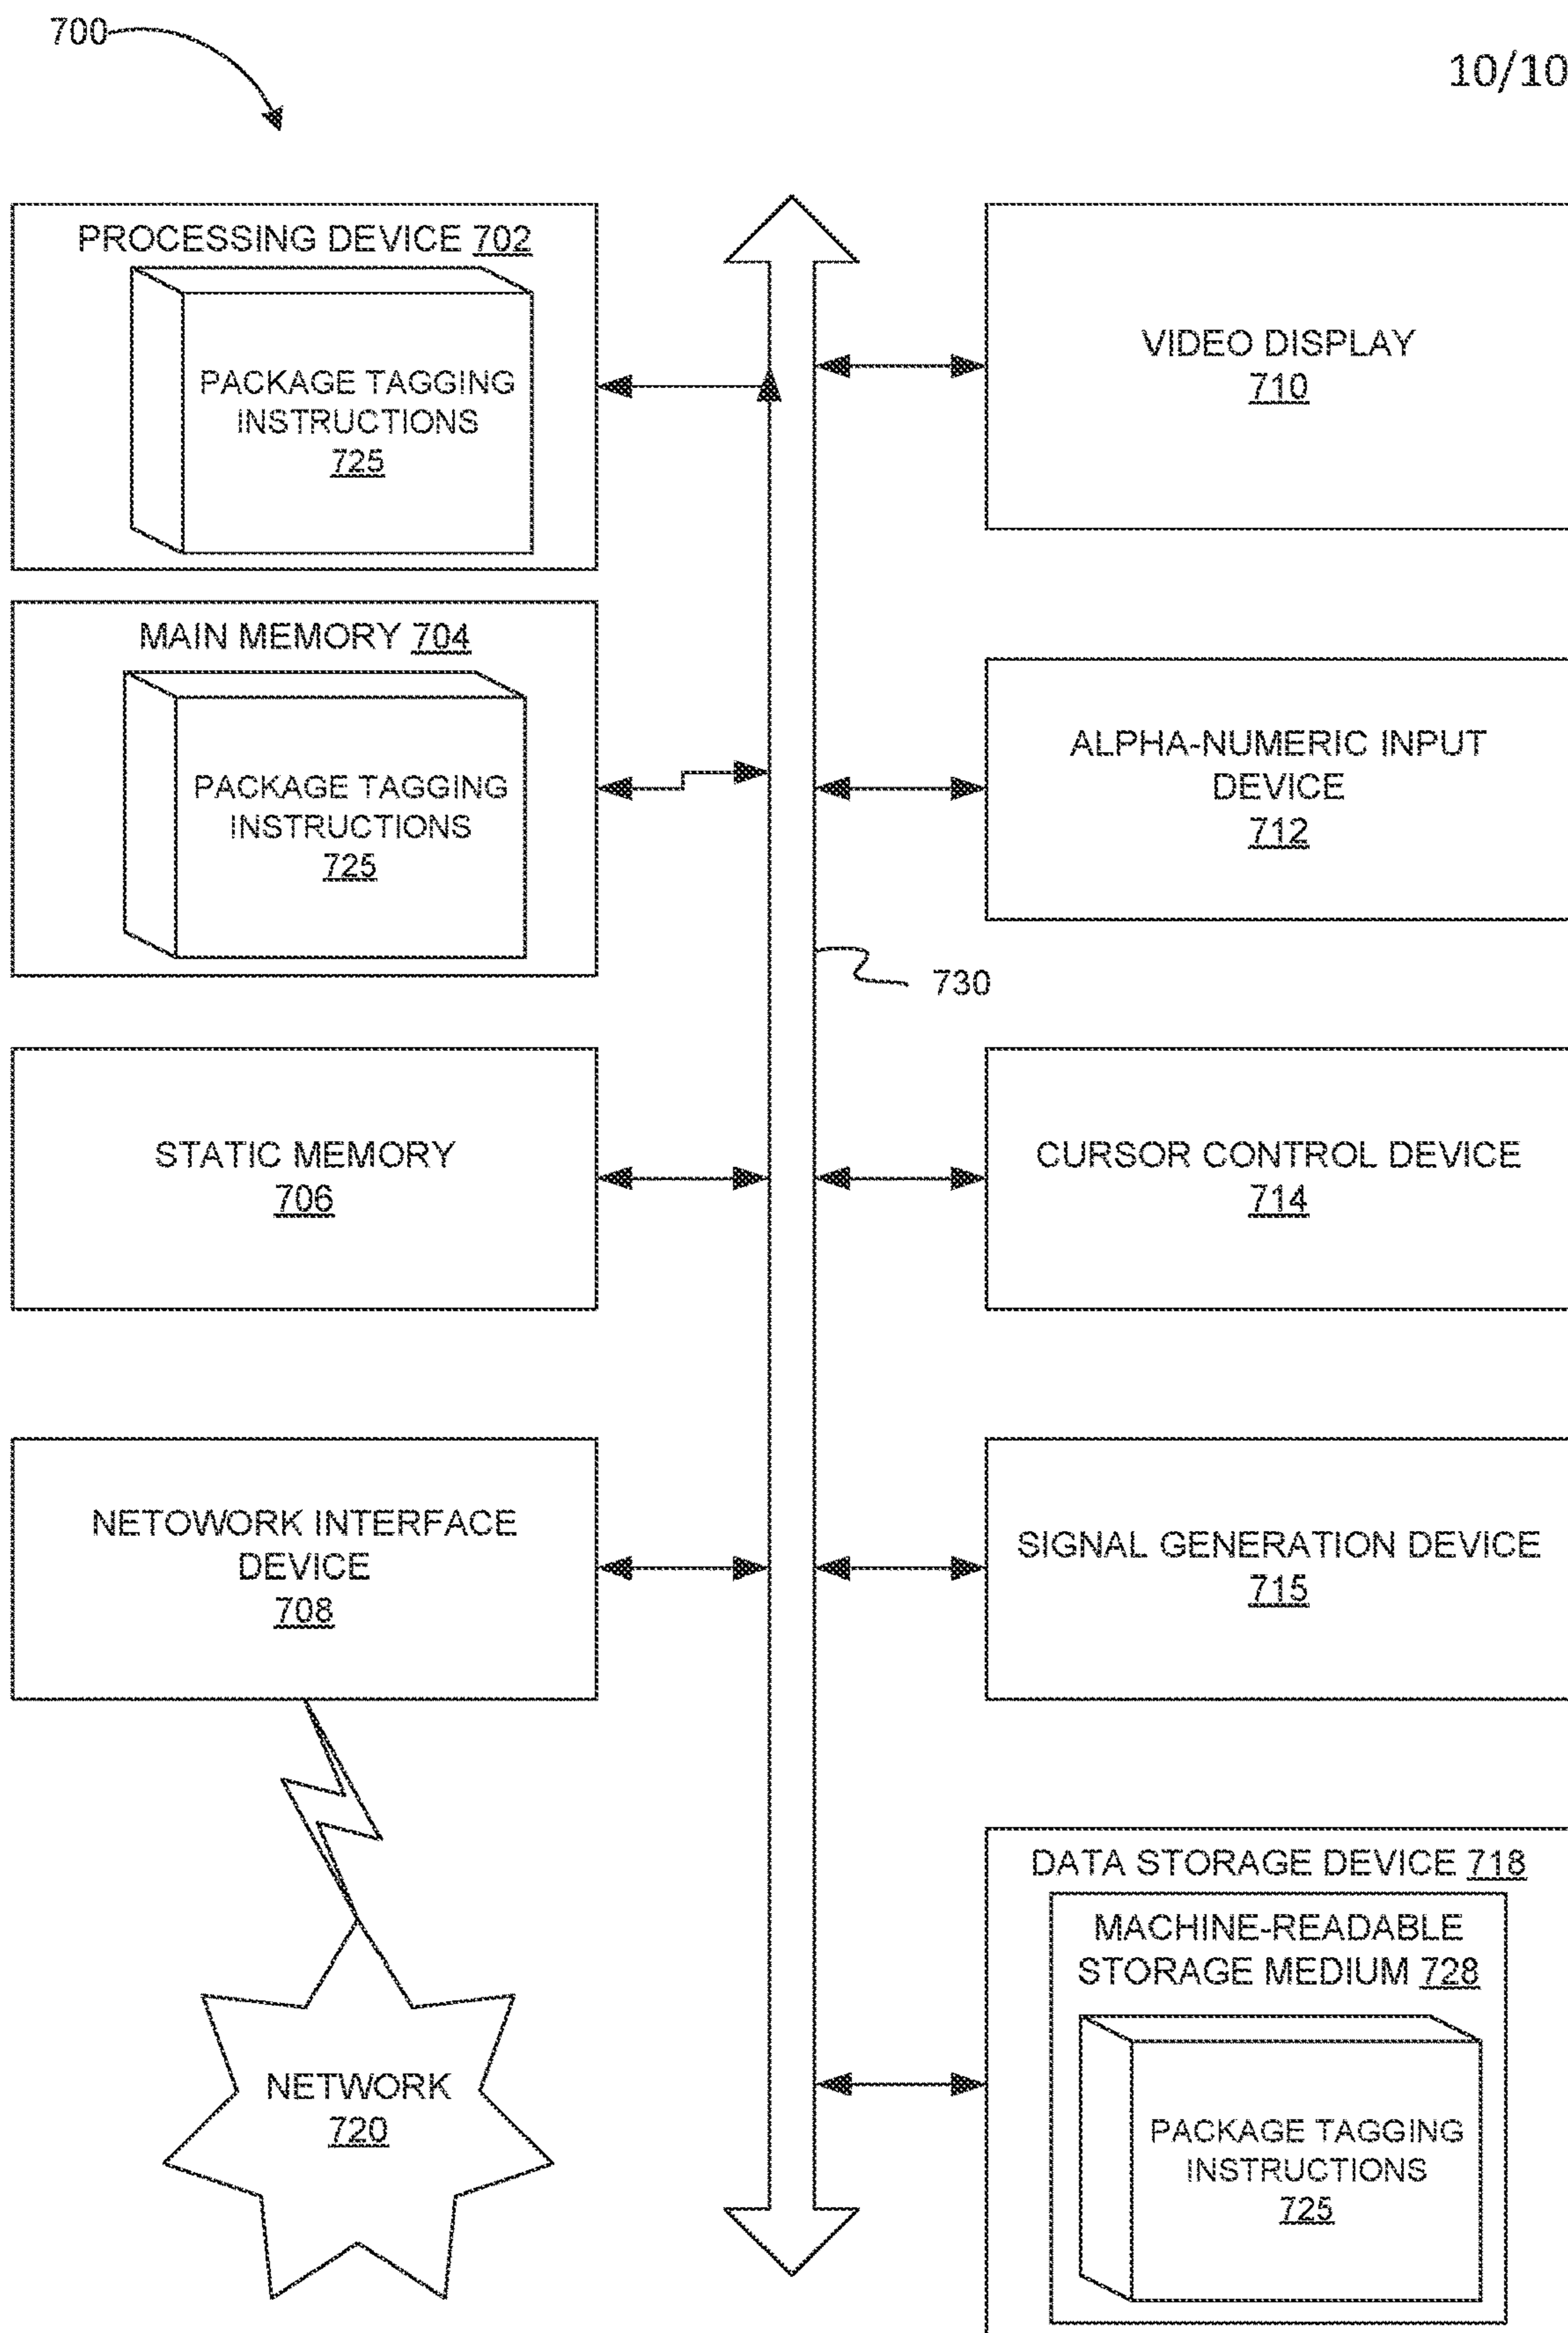 700
10/10
PROCESSING DEVICE 702
PACKAGE TAGGING
INSTRUCTIONS
725
MAIN MEMORY 704
PACKAGE TAGGING
INSTRUCTIONS
725
STATIC MEMORY
706
NETOWORK INTERFACE
DEVICE
708
NETWORK
720
730
VIDEO DISPLAY
710
ALPHA-NUMERIC INPUT
DEVICE
712
CURSOR CONTROL DEVICE
714
SIGNAL GENERATION DEVICE
715
DATA STORAGE DEVICE 718
MACHINE-READABLE
STORAGE MEDIUM 728
PACKAGE TAGGING
INSTRUCTIONS
725